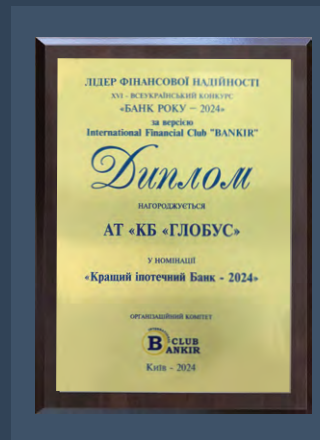 ЛІДЕР ФІНАНСОВОЇ НАДІЙНОСТІ
XVI - ВСЕУКРАЇНСЬКИЙ КОНКУРС
«БАНК РОКУ – 2024»
за версією
International Financial Club "BANKIR"
Диплом
НАГОРОДЖУЄТЬСЯ
АТ «КБ «ГЛОБУС»
У НОМІНАЦІЇ
«Кращий іпотечний Банк - 2024»
ОРГАНІЗАЦІЙНИЙ КОМІТЕТ
B CLUB
ANKIR
Київ - 2024